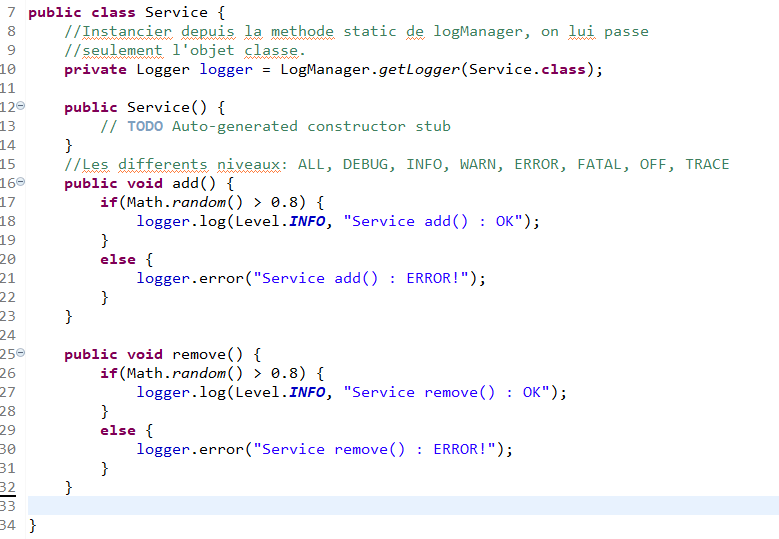 7 public class Service {
8 //Instancier depuis la methode static de logManager, on lui passe
9 //seulement l'objet classe.
10 private Logger logger = LogManager.getLogger(Service.class);
11
12 public Service() {
13 // TODO Auto-generated constructor stub
14 }
15 //Les differents niveaux: ALL, DEBUG, INFO, WARN, ERROR, FATAL, OFF, TRACE
16 public void add() {
17 if(Math.random() > 0.8) {
18 logger.log(Level.INFO, "Service add() : OK");
19 }
20 else {
21 logger.error("Service add() : ERROR!");
22 }
23 }
24
25 public void remove() {
26 if(Math.random() > 0.8) {
27 logger.log(Level.INFO, "Service remove() : OK");
28 }
29 else {
30 logger.error("Service remove() : ERROR!");
31 }
32 }
33
34 }